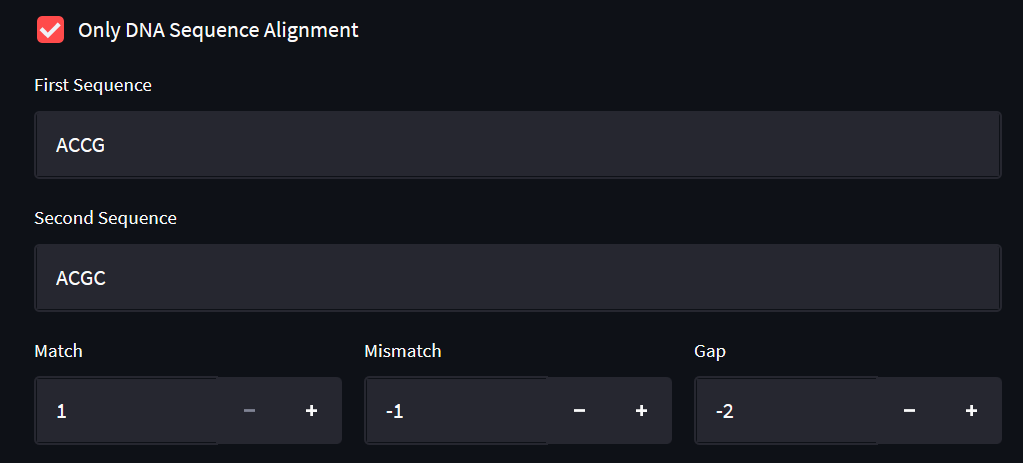 Only DNA Sequence Alignment
First Sequence
ACCG
Second Sequence
ACGC
Match Mismatch Gap
1 − + -1 − + -2 − +